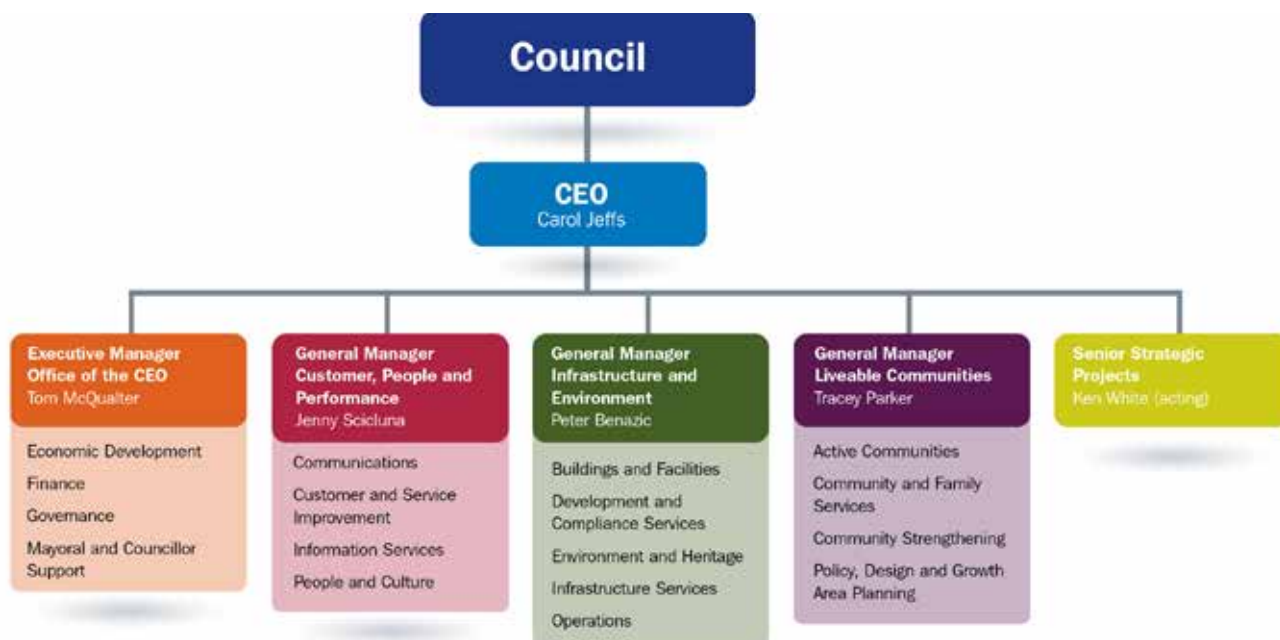 Council
CEO
Carol Jeffs
Executive Manager
Office of the CEO
Tom McQualter
Economic Development
Finance
Governance
Mayoral and Councillor
Support
General Manager
Customer, People and
Performance
Jenny Scicluna
Communications
Customer and Service
Improvement
Information Services
People and Culture
General Manager
Infrastructure and
Environment
Peter Benazic
Buildings and Facilities
Development and
Compliance Services
Environment and Heritage
Infrastructure Services
Operations
General Manager
Liveable Communities
Tracey Parker
Active Communities
Community and Family
Services
Community Strengthening
Policy, Design and Growth
Area Planning
Senior Strategic
Projects
Ken White (acting)